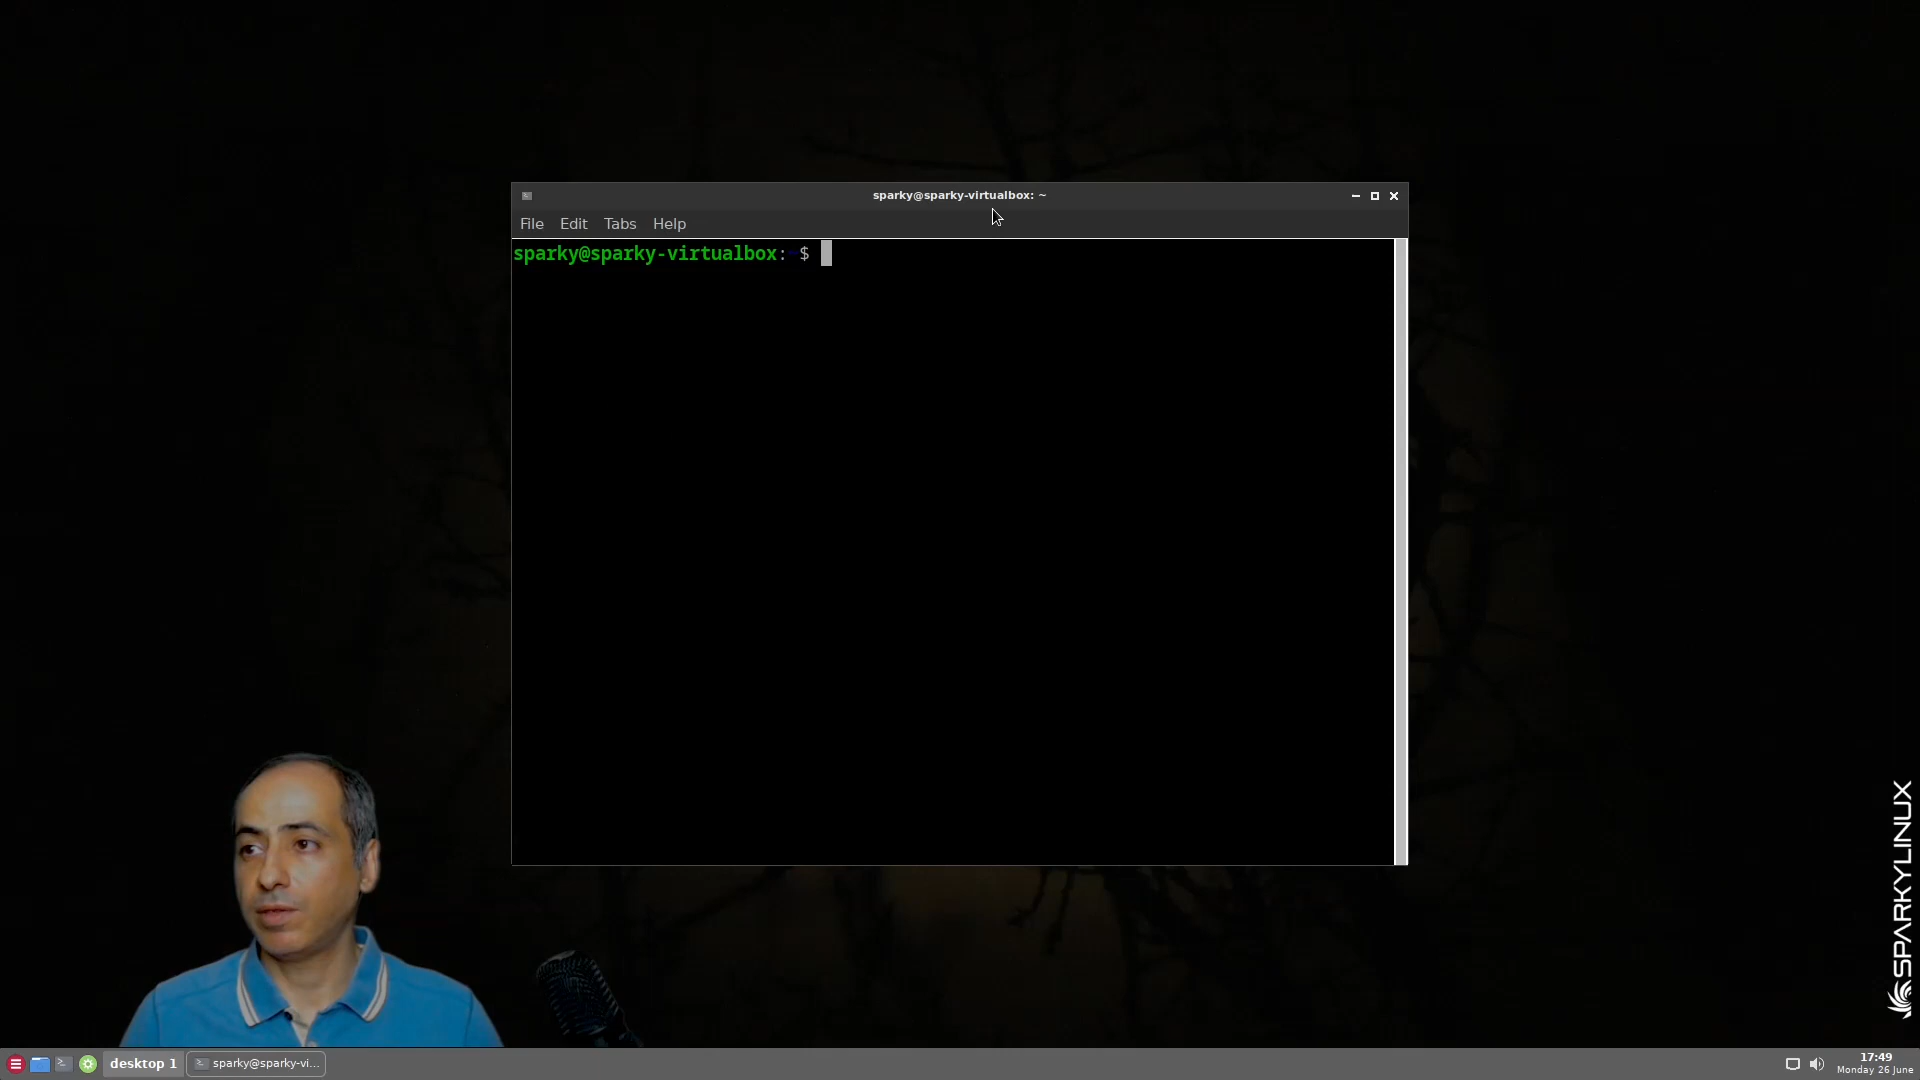 sparky@sparky-virtualbox: ~
File Edit Tabs Help
sparky@sparky-virtualbox:~$
SPARKYLINUX
desktop 1
sparky@sparky-vi...
17:49
Monday 26 June